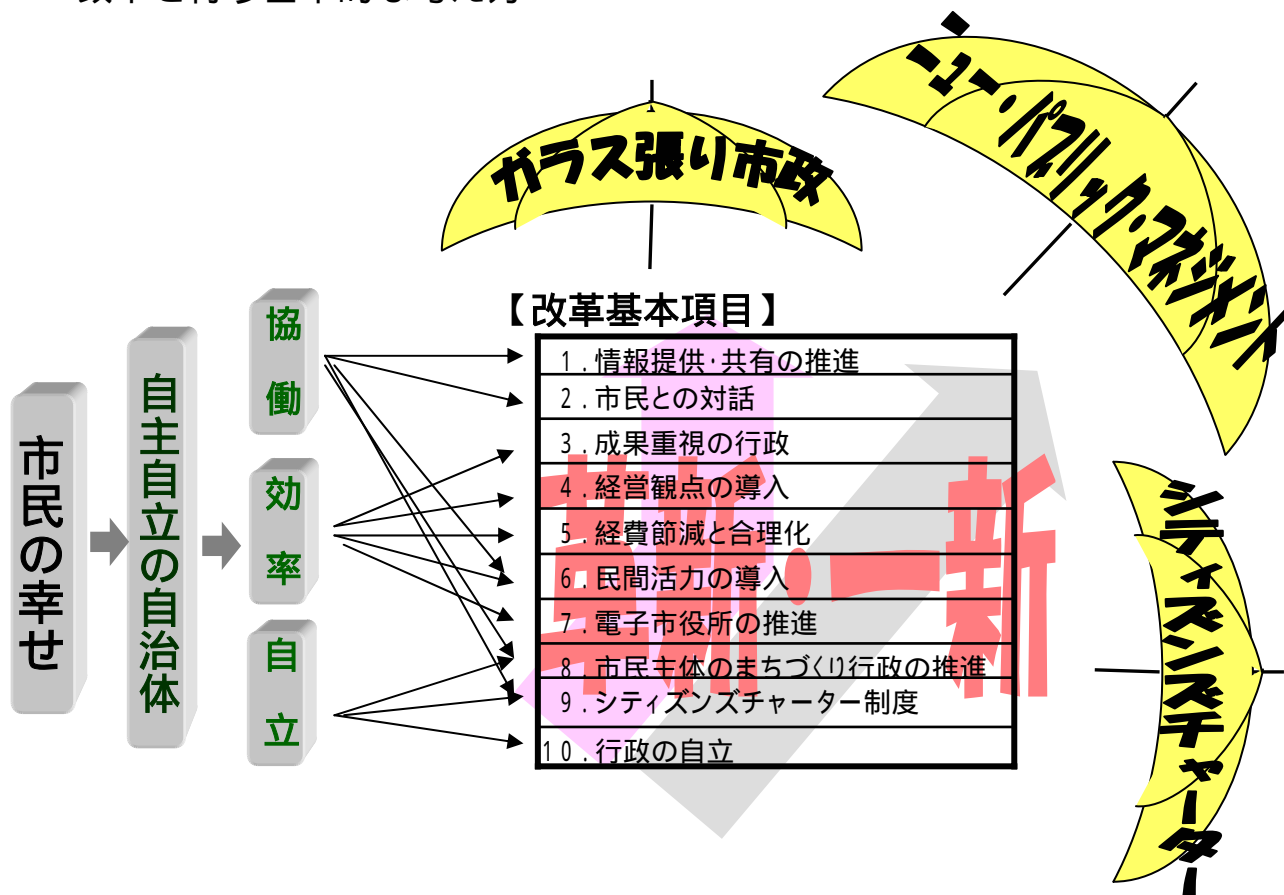 ガラス張り市政
ニュー・パブリック・マネジメント
シティズンズチャーター
【改革基本項目】
市民の幸せ
自主自立の自治体
協働
効率
自立
1.情報提供・共有の推進
2.市民との対話
3.成果重視の行政
4.経営観点の導入
5.経費節減と合理化
6.民間活力の導入
7.電子市役所の推進
8.市民主体のまちづくり行政の推進
9.シティズンズチャーター制度
10.行政の自立
革新・一新